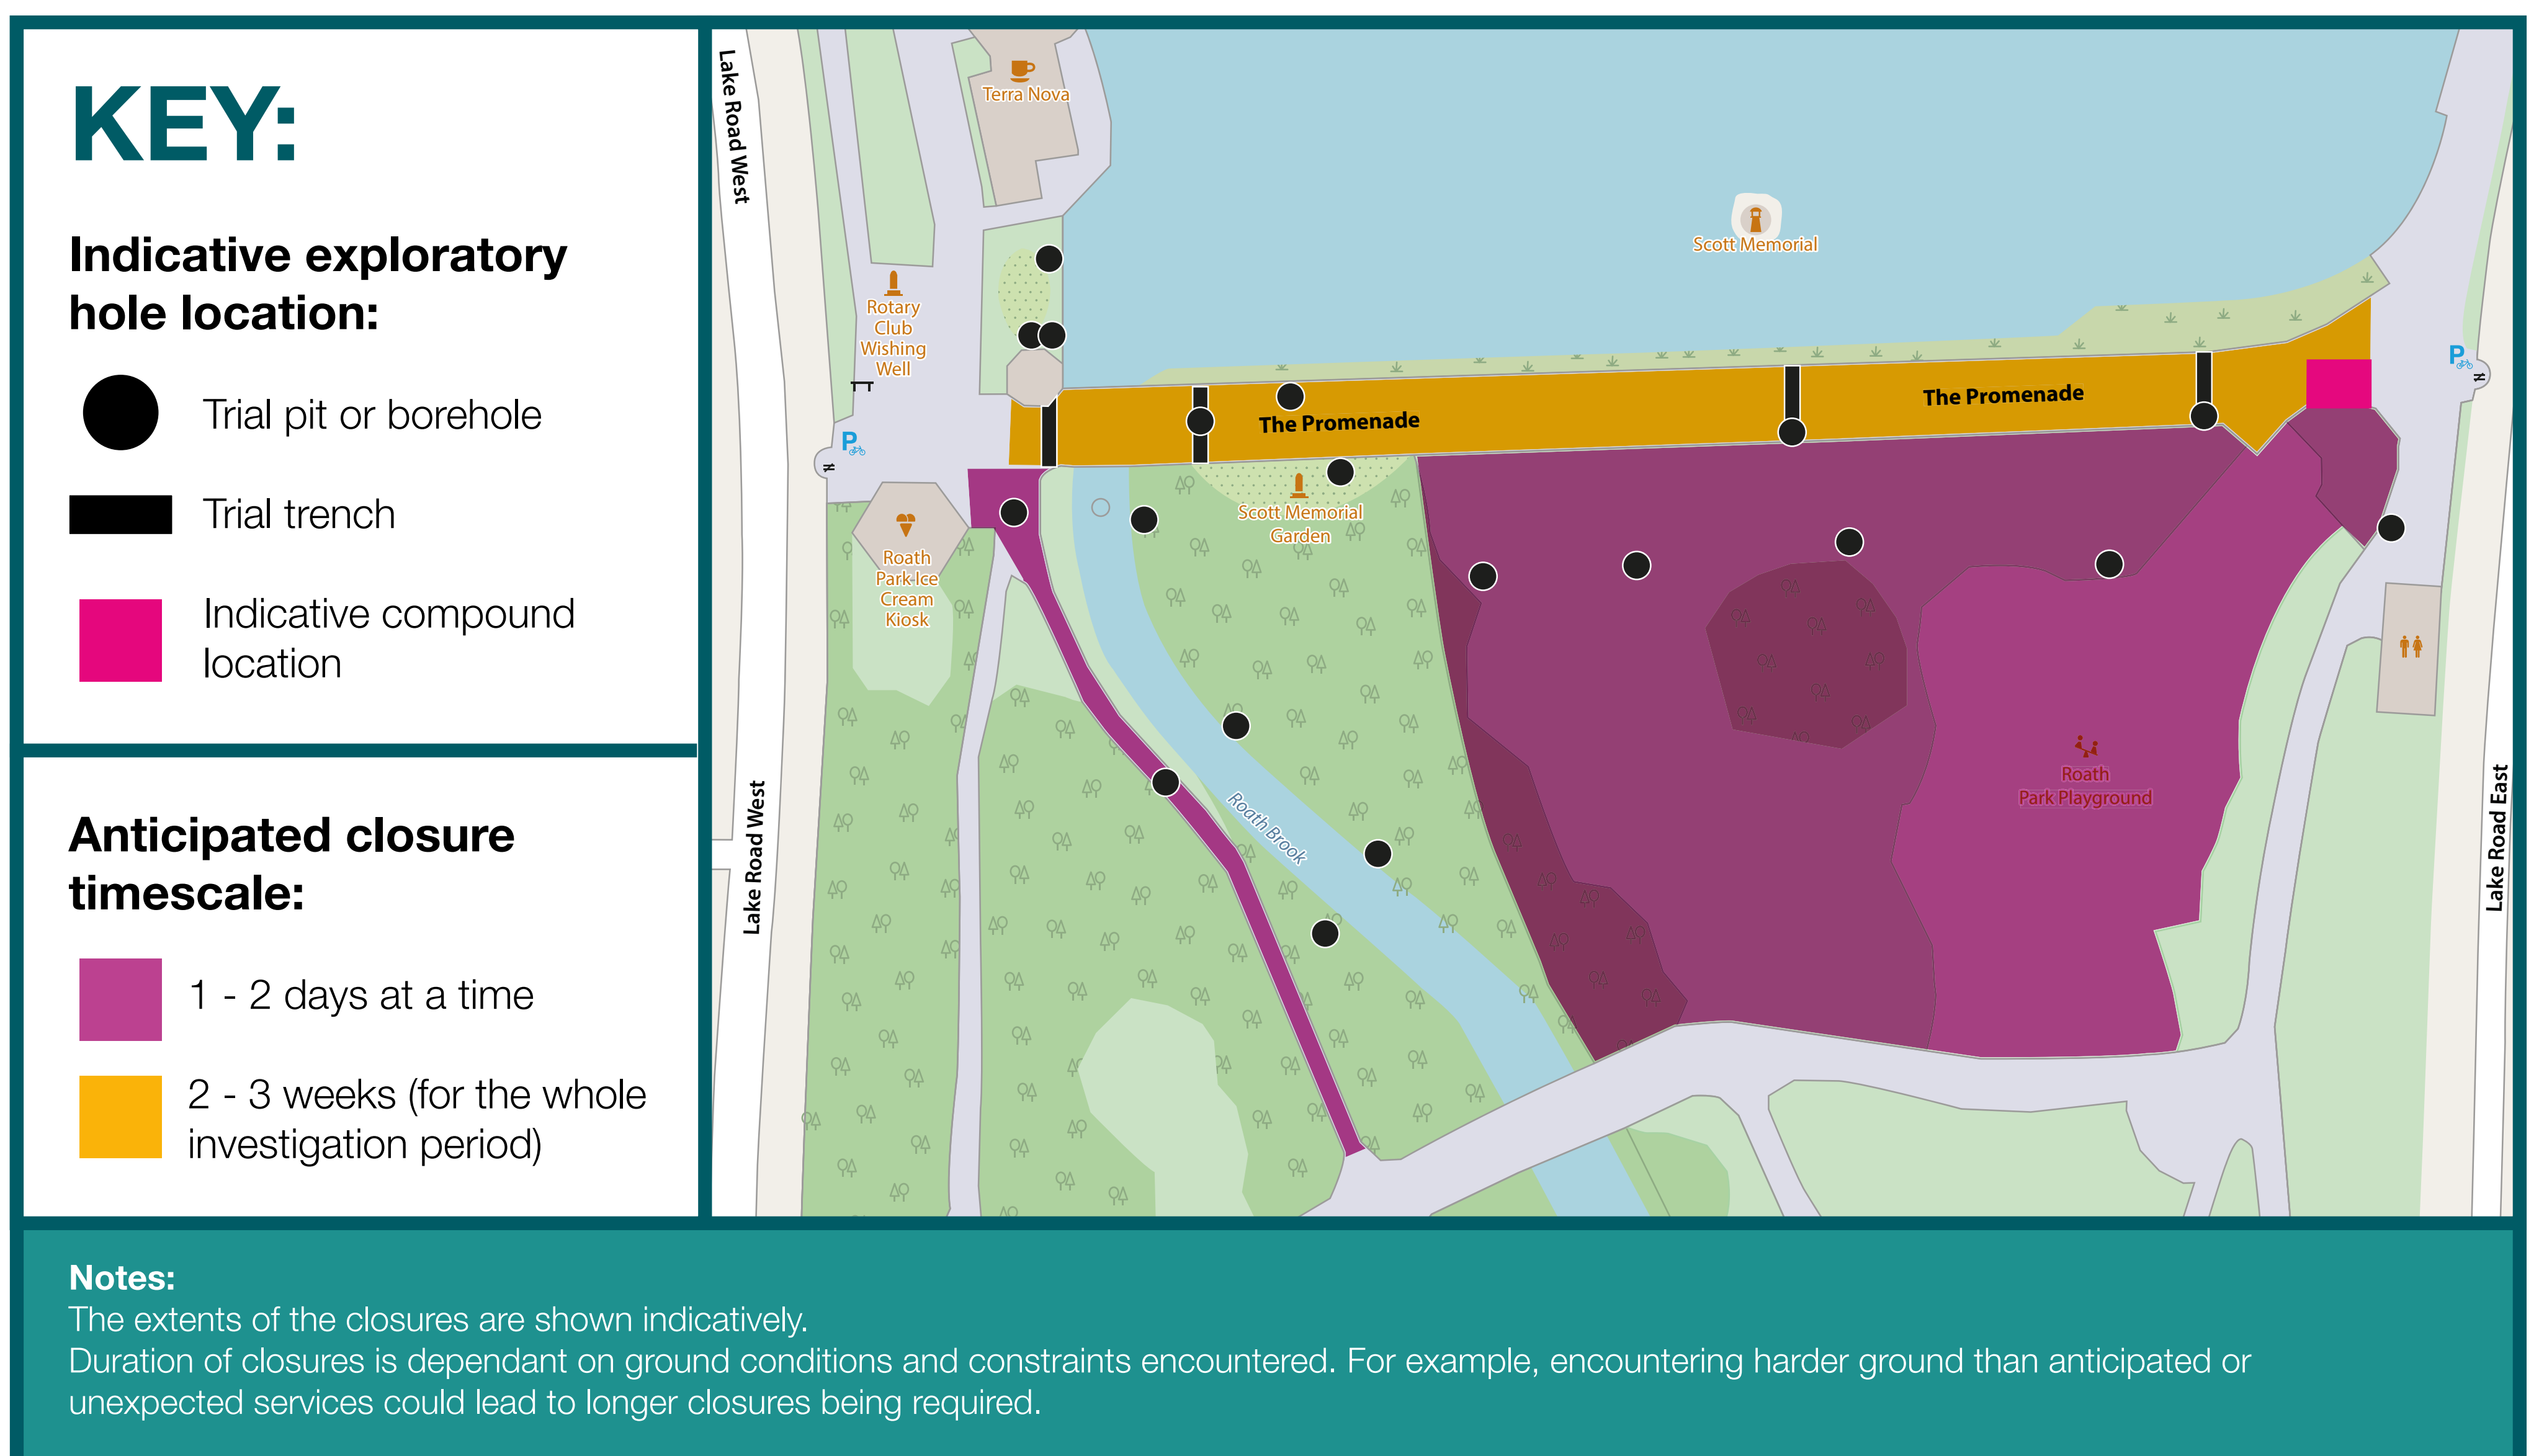 KEY:
Indicative exploratory
hole location:
Trial pit or borehole
Trial trench
Indicative compound
location
Anticipated closure
timescale:
1 - 2 days at a time
2 - 3 weeks (for the whole
investigation period)
Lake Road West
Terra Nova
Scott Memorial
Rotary
Club
Wishing
Well
P
P
The Promenade
The Promenade
Scott Memorial
Garden
Roath
Park Ice
Cream
Kiosk
Roath Brook
Roath
Park Playground
Lake Road West
Lake Road East
Notes:
The extents of the closures are shown indicatively.
Duration of closures is dependant on ground conditions and constraints encountered. For example, encountering harder ground than anticipated or
unexpected services could lead to longer closures being required.